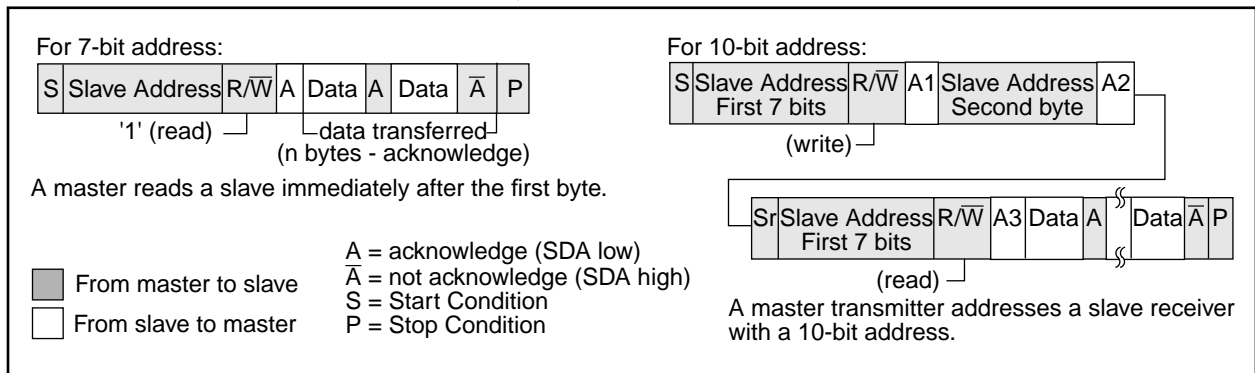 For 7-bit address:
S Slave Address R/W̅ A Data A Data A̅ P
'1' (read) data transferred
(n bytes - acknowledge)
A master reads a slave immediately after the first byte.
From master to slave
From slave to master
A = acknowledge (SDA low)
A̅ = not acknowledge (SDA high)
S = Start Condition
P = Stop Condition
For 10-bit address:
S Slave Address First 7 bits R/W̅ A1 Slave Address Second byte A2
(write)
Sr Slave Address First 7 bits R/W̅ A3 Data A Data A̅ P
(read)
A master transmitter addresses a slave receiver
with a 10-bit address.